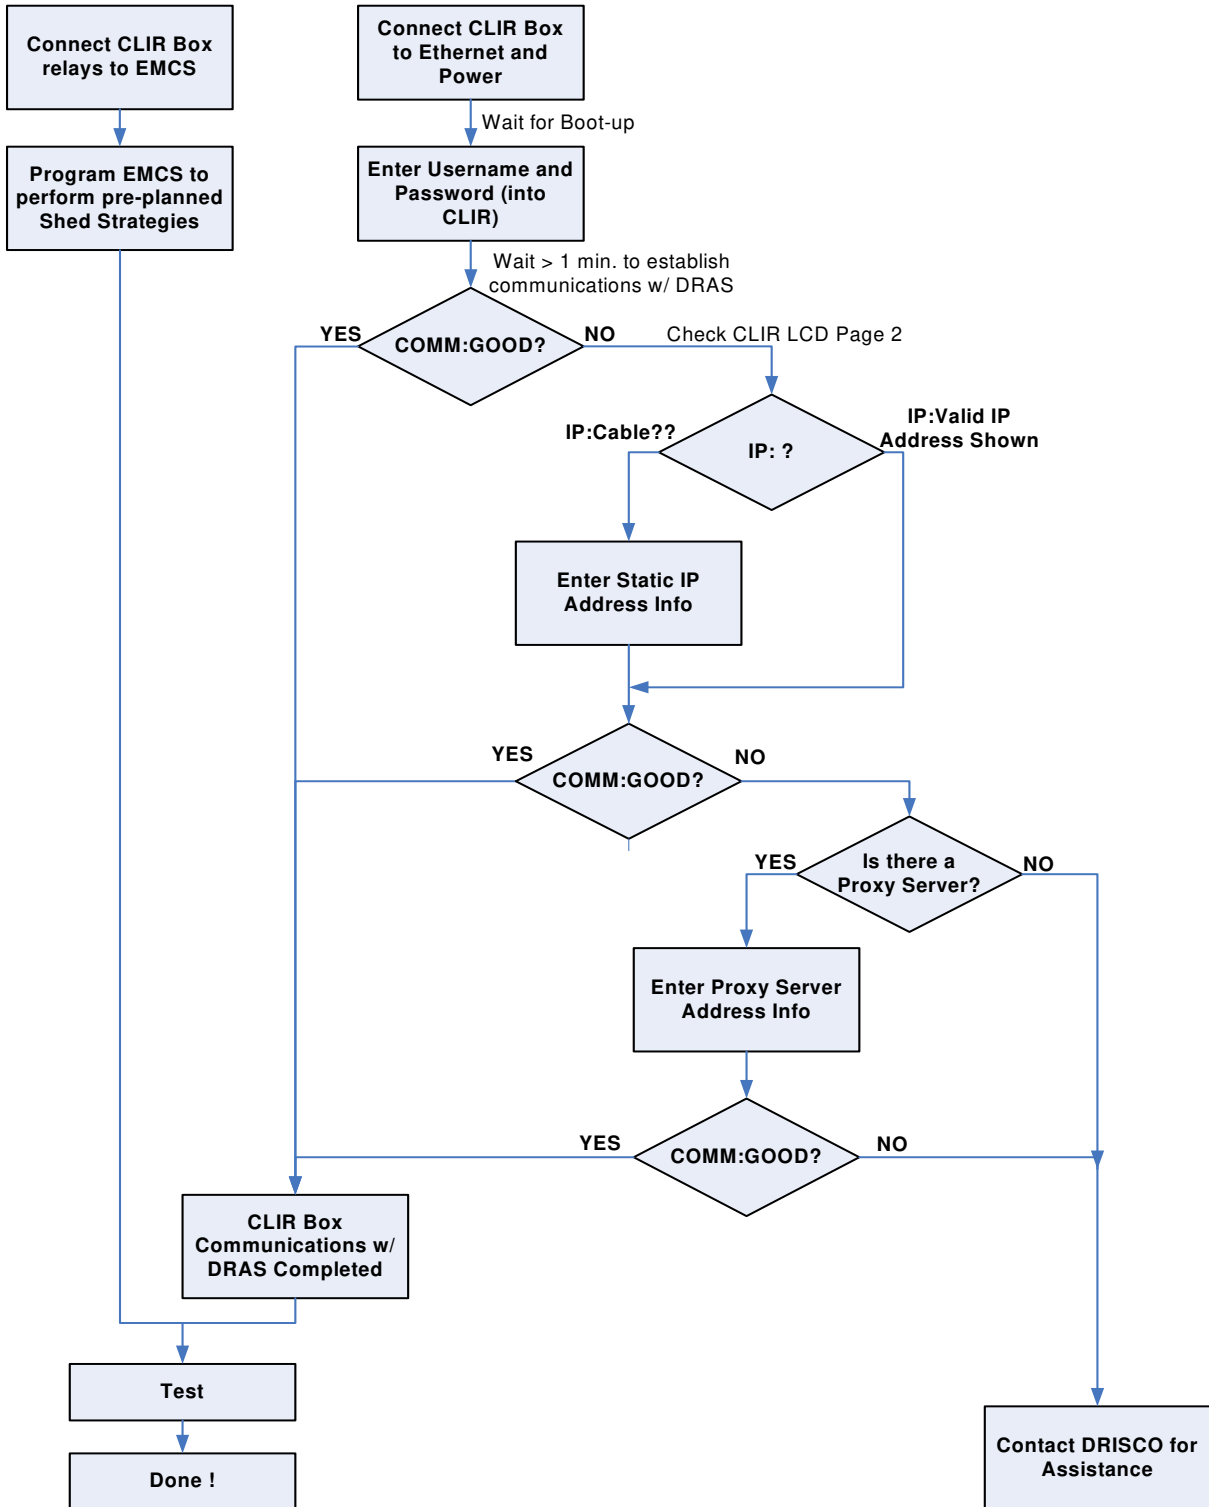 Connect CLIR Box
relays to EMCS
Connect CLIR Box
to Ethernet and
Power
Wait for Boot-up
Program EMCS to
perform pre-planned
Shed Strategies
Enter Username and
Password (into
CLIR)
Wait > 1 min. to establish
communications w/ DRAS
YES
COMM:GOOD?
NO
Check CLIR LCD Page 2
IP:Cable??
IP: ?
IP:Valid IP
Address Shown
Enter Static IP
Address Info
YES
COMM:GOOD?
NO
YES
Is there a
Proxy Server?
NO
Enter Proxy Server
Address Info
YES
COMM:GOOD?
NO
CLIR Box
Communications w/
DRAS Completed
Test
Done !
Contact DRISCO for
Assistance